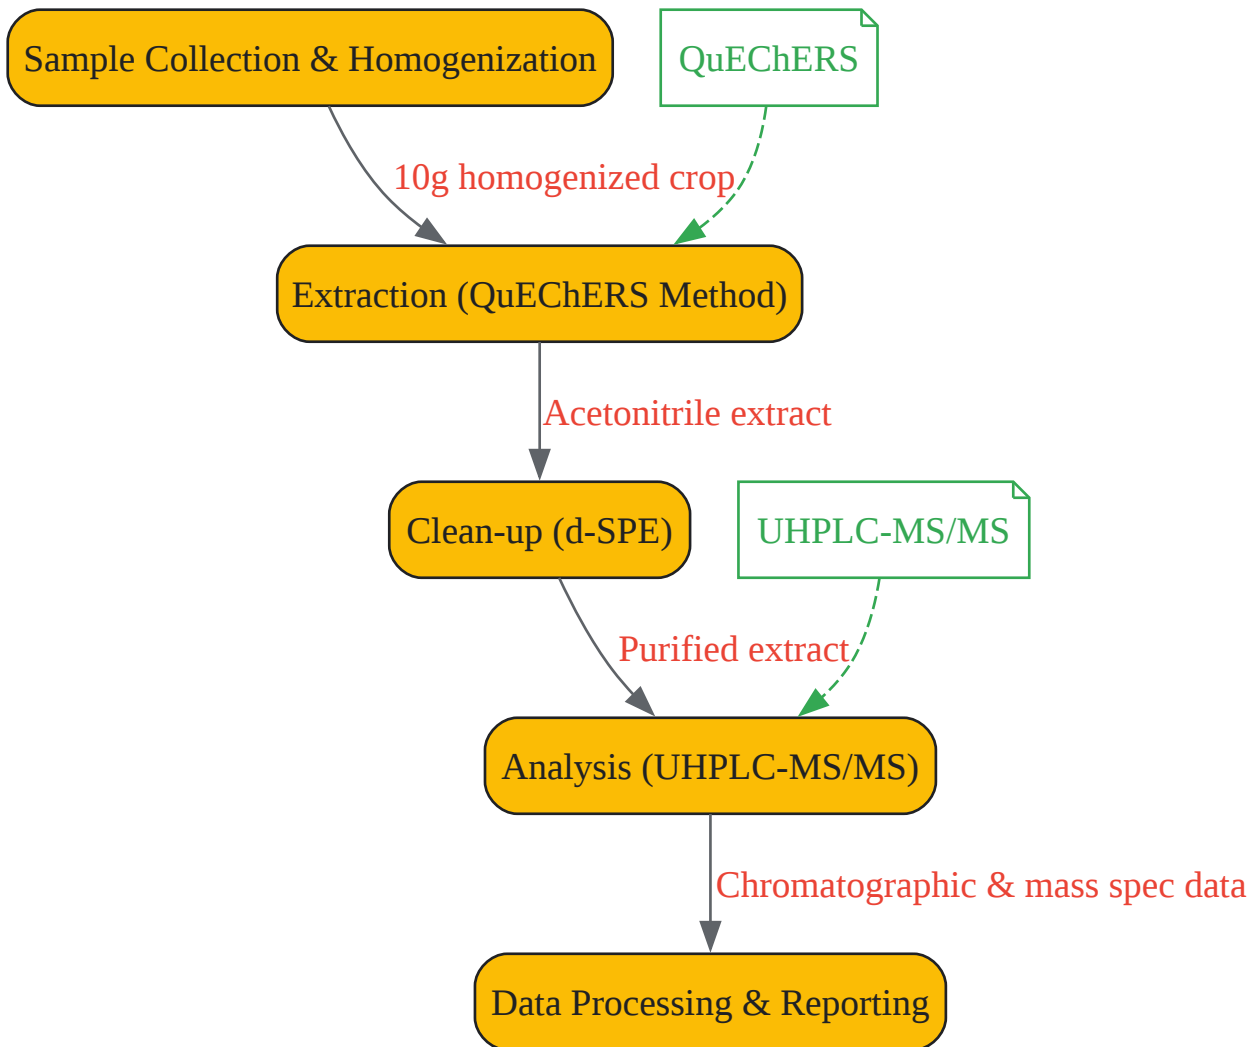 Sample Collection & Homogenization
QuEChERS
10g homogenized crop
Extraction (QuEChERS Method)
Acetonitrile extract
Clean-up (d-SPE)
UHPLC-MS/MS
Purified extract
Analysis (UHPLC-MS/MS)
Chromatographic & mass spec data
Data Processing & Reporting